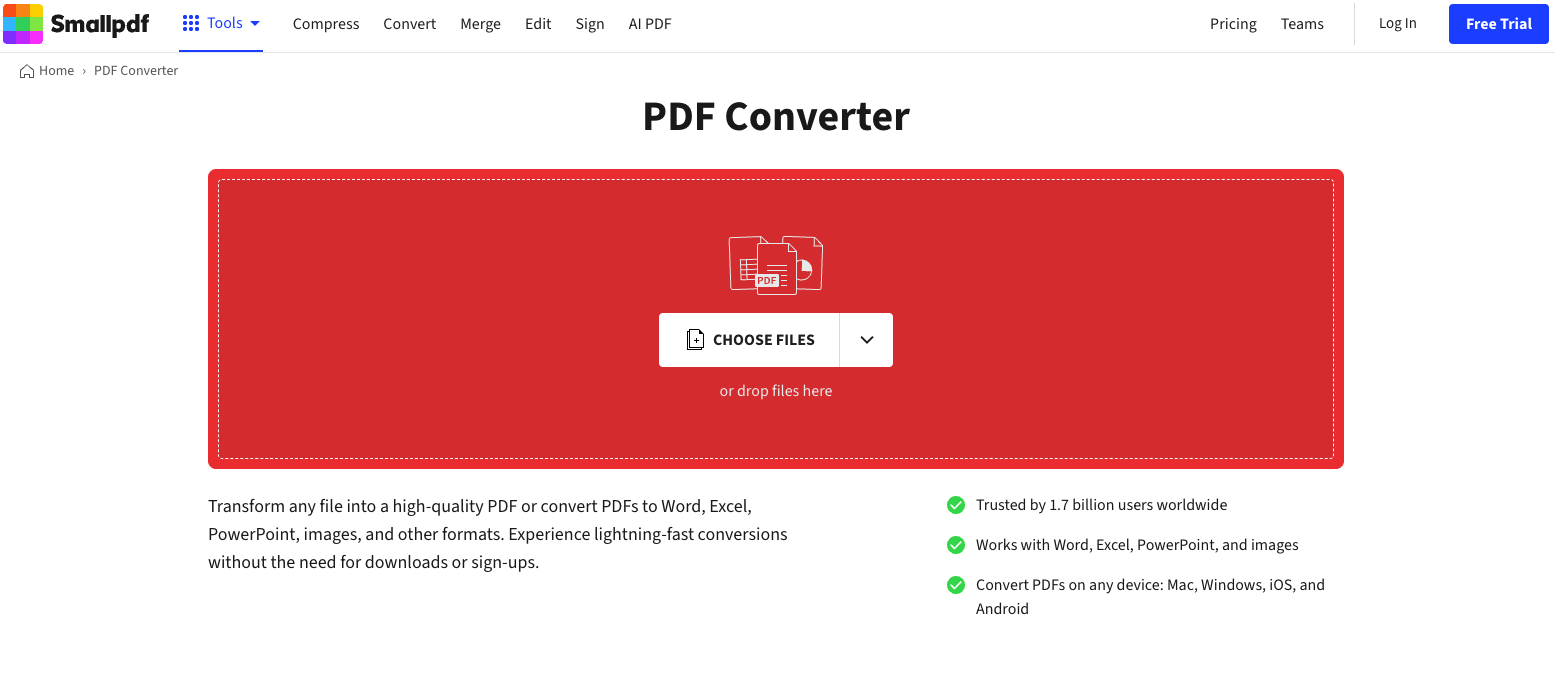 Smallpdf
Tools
Compress
Convert
Merge
Edit
Sign
AI PDF
Pricing
Teams
Log In
Free Trial
Home › PDF Converter
PDF Converter
PDF
CHOOSE FILES
or drop files here
Transform any file into a high-quality PDF or convert PDFs to Word, Excel,
PowerPoint, images, and other formats. Experience lightning-fast conversions
without the need for downloads or sign-ups.
Trusted by 1.7 billion users worldwide
Works with Word, Excel, PowerPoint, and images
Convert PDFs on any device: Mac, Windows, iOS, and
Android